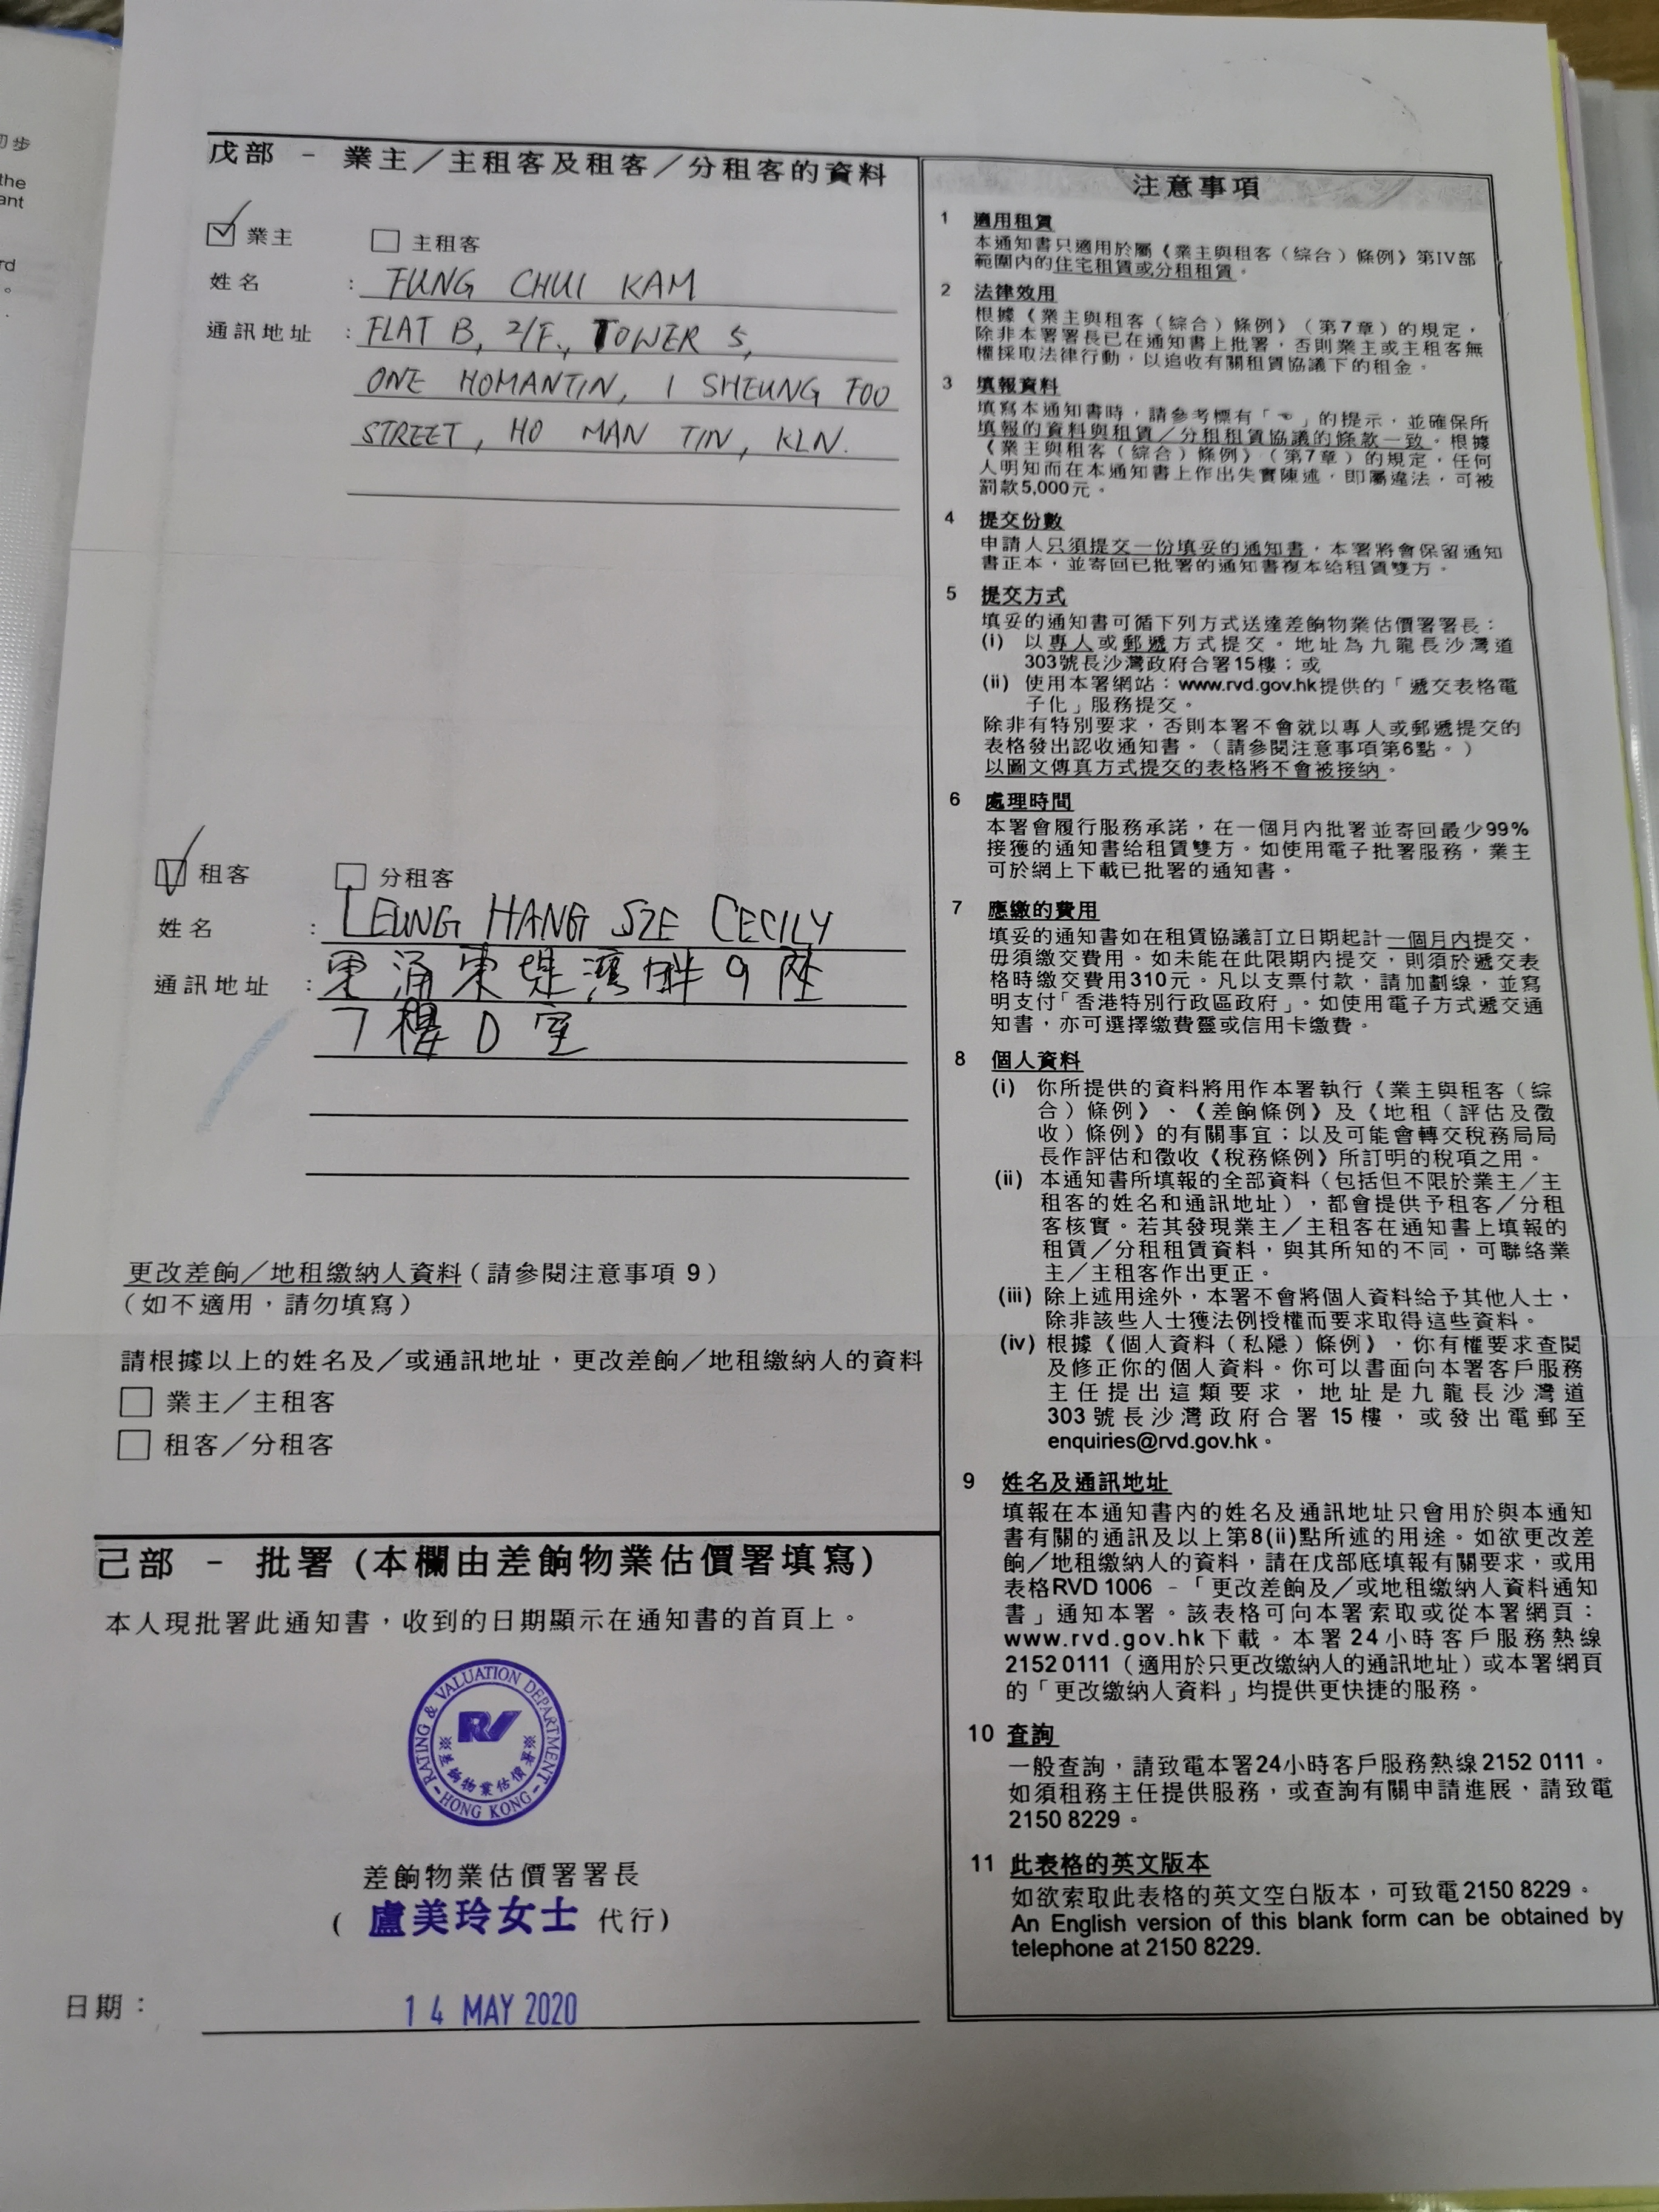 初步
the
ant
rd
戊部 - 業主／主租客及租客／分租客的資料
業主 主租客
姓名 : FUNG CHUI KAM
通訊地址 : FLAT B, 2/F., TOWER 5,
ONE HOMANTIN, 1 SHEUNG FOO
STREET, HO MAN TIN, KLN.
租客 分租客
姓名 : LEUNG HANG SZE CECILY
通訊地址 : 東涌東堤灣畔9座
7樓D室
更改差餉／地租繳納人資料(請參閱注意事項 9)
(如不適用，請勿填寫)
請根據以上的姓名及／或通訊地址，更改差餉／地租繳納人的資料
業主／主租客
租客／分租客
己部 - 批署 (本欄由差餉物業估價署填寫)
本人現批署此通知書，收到的日期顯示在通知書的首頁上。
RATING & VALUATION DEPARTMENT
RV
差餉物業估價署
HONG KONG
差餉物業估價署署長
( 盧美玲女士 代行)
日期： 14 MAY 2020
注意事項
1 適用租賃
本通知書只適用於屬《業主與租客（綜合）條例》第IV部
範圍內的住宅租賃或分租租賃。
2 法律效用
根據《業主與租客（綜合）條例》（第7章）的規定，
除非本署署長已在通知書上批署，否則業主或主租客無
權採取法律行動，以追收有關租賃協議下的租金。
3 填報資料
填寫本通知書時，請參考標有「☜」的提示，並確保所
填報的資料與租賃／分租租賃協議的條款一致。根據
《業主與租客（綜合）條例》（第7章）的規定，任何
人明知而在本通知書上作出失實陳述，即屬違法，可被
罰款5,000元。
4 提交份數
申請人只須提交一份填妥的通知書，本署將會保留通知
書正本，並寄回已批署的通知書複本給租賃雙方。
5 提交方式
填妥的通知書可循下列方式送達差餉物業估價署署長：
(i) 以專人或郵遞方式提交。地址為九龍長沙灣道
303號長沙灣政府合署15樓；或
(ii) 使用本署網站：www.rvd.gov.hk提供的「遞交表格電
子化」服務提交。
除非有特別要求，否則本署不會就以專人或郵遞提交的
表格發出認收通知書。（請參閱注意事項第6點。）
以圖文傳真方式提交的表格將不會被接納。
6 處理時間
本署會履行服務承諾，在一個月內批署並寄回最少99%
接獲的通知書給租賃雙方。如使用電子批署服務，業主
可於網上下載已批署的通知書。
7 應繳的費用
填妥的通知書如在租賃協議訂立日期起計一個月內提交，
毋須繳交費用。如未能在此限期內提交，則須於遞交表
格時繳交費用310元。凡以支票付款，請加劃線，並寫
明支付「香港特別行政區政府」。如使用電子方式遞交通
知書，亦可選擇繳費靈或信用卡繳費。
8 個人資料
(i) 你所提供的資料將用作本署執行《業主與租客（綜
合）條例》、《差餉條例》及《地租（評估及徵
收）條例》的有關事宜；以及可能會轉交稅務局局
長作評估和徵收《稅務條例》所訂明的稅項之用。
(ii) 本通知書所填報的全部資料（包括但不限於業主／主
租客的姓名和通訊地址），都會提供予租客／分租
客核實。若其發現業主／主租客在通知書上填報的
租賃／分租租賃資料，與其所知的不同，可聯絡業
主／主租客作出更正。
(iii) 除上述用途外，本署不會將個人資料給予其他人士，
除非該些人士獲法例授權而要求取得這些資料。
(iv) 根據《個人資料（私隱）條例》，你有權要求查閱
及修正你的個人資料。你可以書面向本署客戶服務
主任提出這類要求，地址是九龍長沙灣道
303號長沙灣政府合署15樓，或發出電郵至
enquiries@rvd.gov.hk。
9 姓名及通訊地址
填報在本通知書內的姓名及通訊地址只會用於與本通知
書有關的通訊及以上第8(ii)點所述的用途。如欲更改差
餉／地租繳納人的資料，請在戊部底填報有關要求，或用
表格RVD 1006 －「更改差餉及／或地租繳納人資料通知
書」通知本署。該表格可向本署索取或從本署網頁：
www.rvd.gov.hk下載。本署24小時客戶服務熱線
2152 0111（適用於只更改繳納人的通訊地址）或本署網頁
的「更改繳納人資料」均提供更快捷的服務。
10 查詢
一般查詢，請致電本署24小時客戶服務熱線2152 0111。
如須租務主任提供服務，或查詢有關申請進展，請致電
2150 8229。
11 此表格的英文版本
如欲索取此表格的英文空白版本，可致電2150 8229。
An English version of this blank form can be obtained by
telephone at 2150 8229.